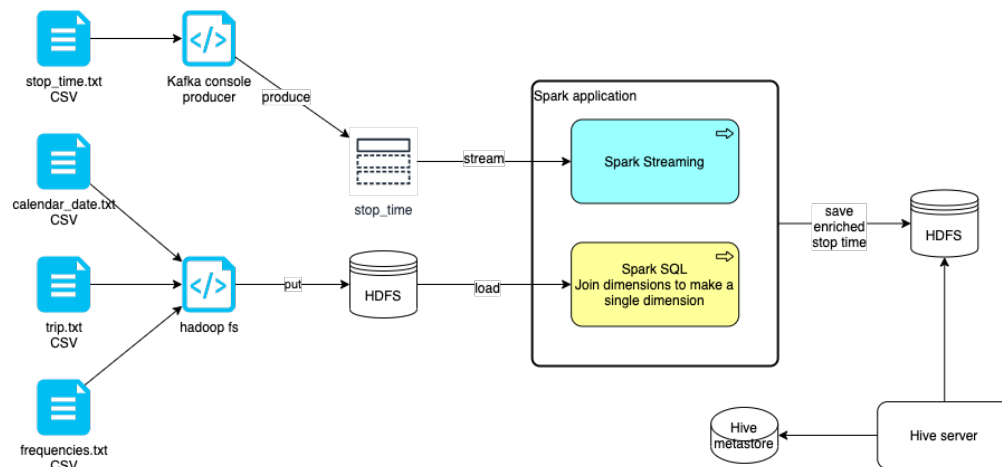 stop_time.txt
CSV
Kafka console
producer
produce
stop_time
stream
Spark application
Spark Streaming
calendar_date.txt
CSV
trip.txt
CSV
frequencies.txt
CSV
hadoop fs
put
HDFS
load
Spark SQL
Join dimensions to make a
single dimension
save
enriched
stop time
HDFS
Hive
metastore
Hive server